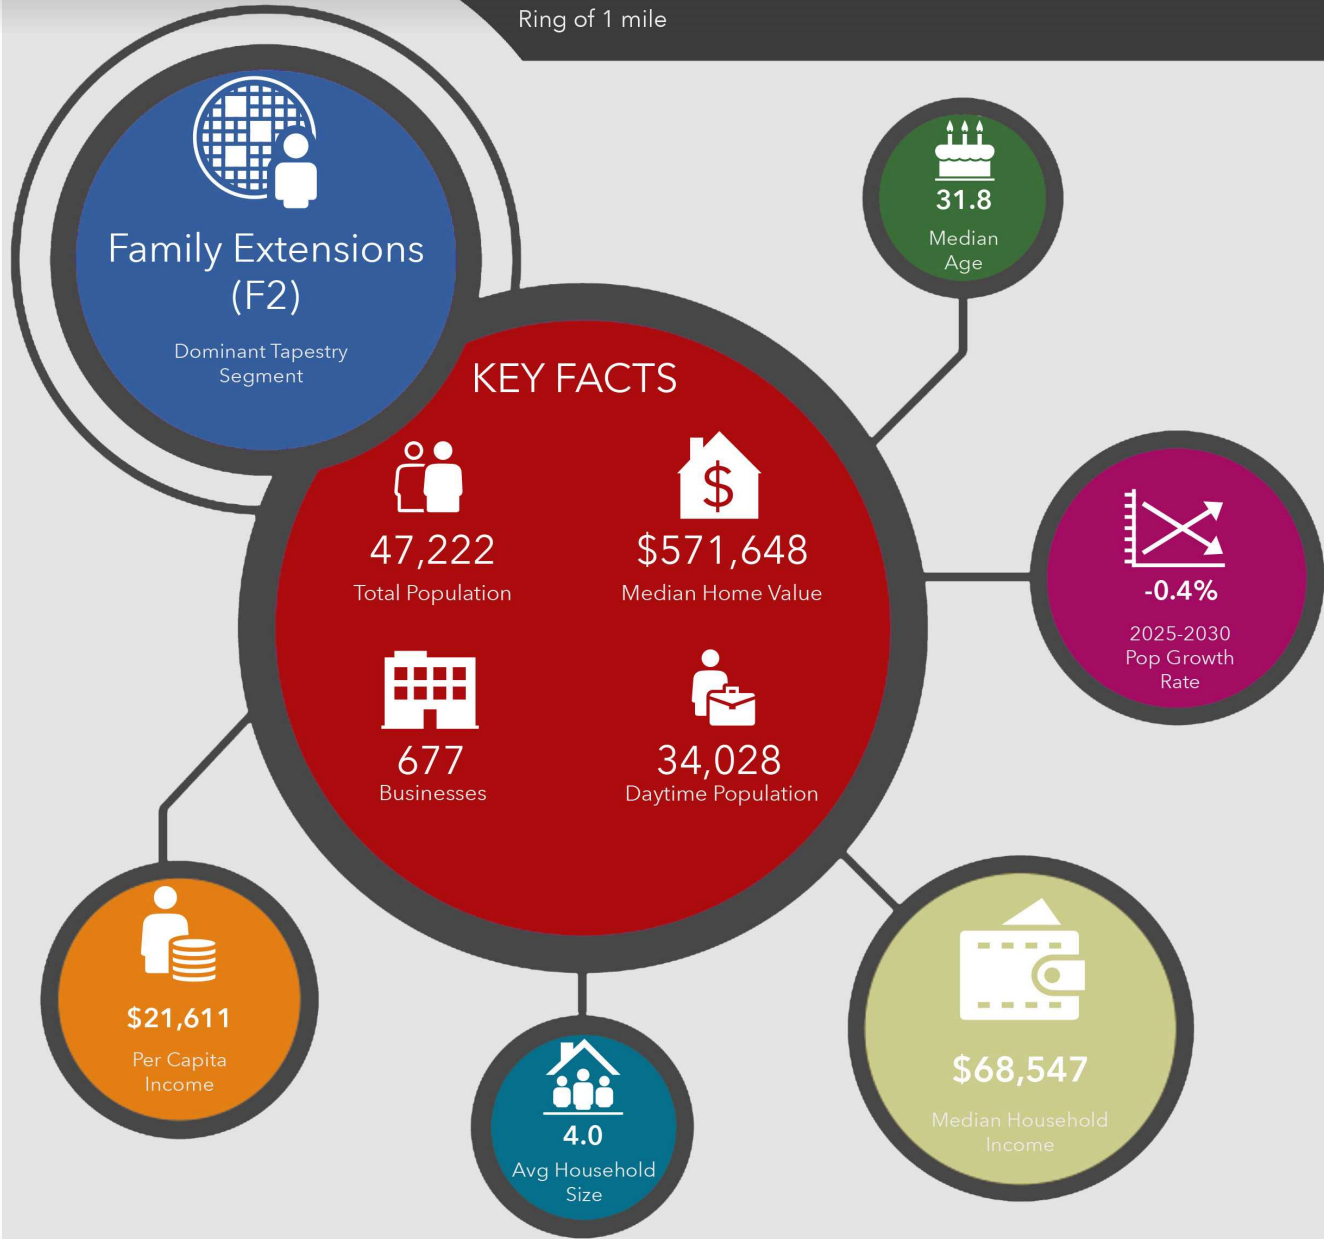 Ring of 1 mile
Family Extensions
(F2)
Dominant Tapestry
Segment
KEY FACTS
47,222
Total Population
$571,648
Median Home Value
677
Businesses
34,028
Daytime Population
31.8
Median
Age
-0.4%
2025-2030
Pop Growth
Rate
$21,611
Per Capita
Income
4.0
Avg Household
Size
$68,547
Median Household
Income